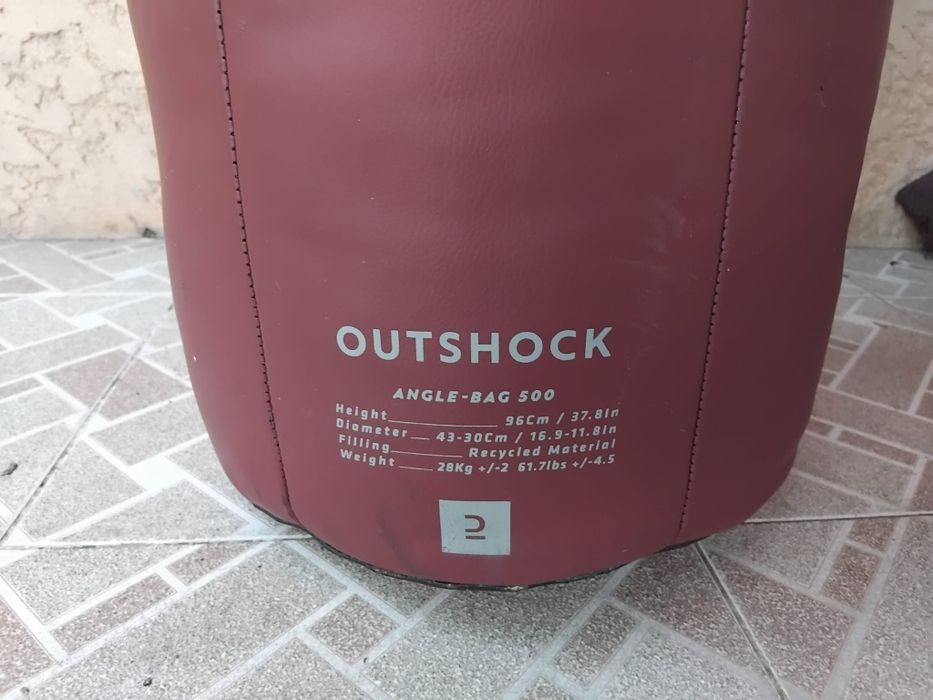 OUTSHOCK
ANGLE-BAG 500
Height 96Cm / 37.8In
Diameter 43-30Cm / 16.9-11.8In
Filling Recycled Material
Weight 28Kg +/-2 61.7lbs +/-4.5